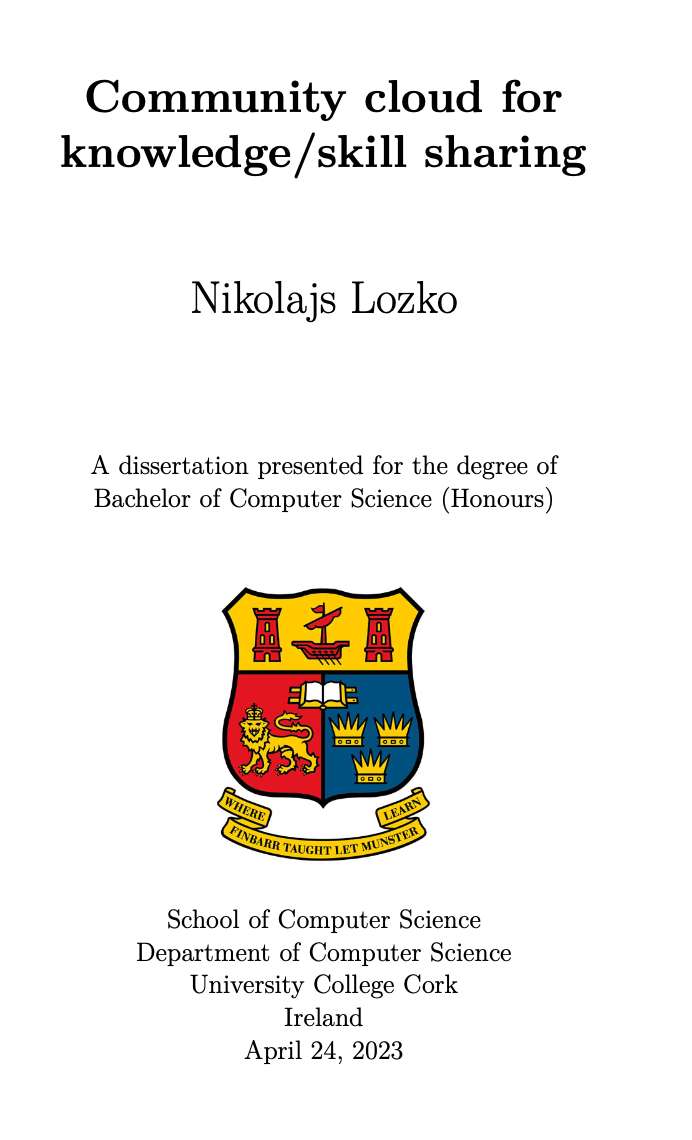 Community cloud for
knowledge/skill sharing
Nikolajs Lozko
A dissertation presented for the degree of
Bachelor of Computer Science (Honours)
WHERE
FINBARR TAUGHT LET MUNSTER
LEARN
School of Computer Science
Department of Computer Science
University College Cork
Ireland
April 24, 2023